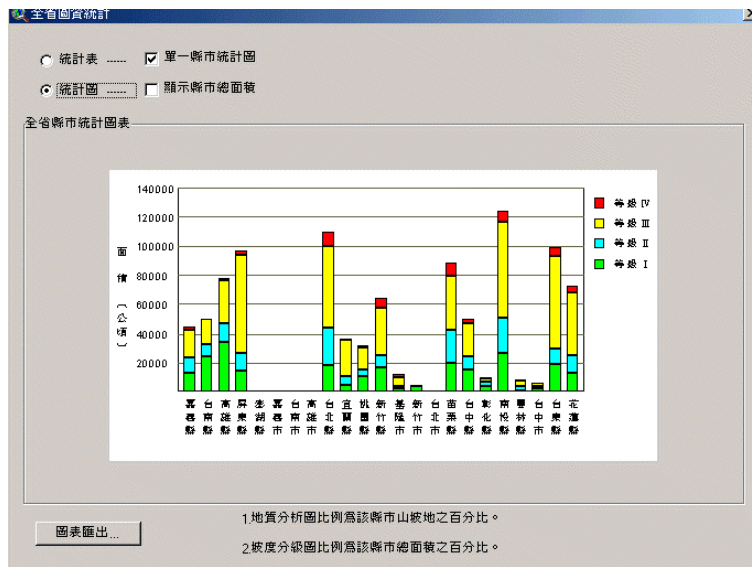 全省圖資統計
統計表 ------ 單一縣市統計圖
統計圖 ------ 顯示縣市總面積
全省縣市統計圖表
140000
120000
100000
80000
60000
40000
20000
面積(公頃)
等級 IV
等級 III
等級 II
等級 I
嘉義縣
台南縣
高雄縣
屏東縣
澎湖縣
嘉義市
台南市
高雄市
台北縣
宜蘭縣
桃園縣
新竹縣
基隆市
新竹市
台北市
苗栗縣
台中縣
彰化縣
南投縣
雲林縣
台中市
台東縣
花蓮縣
圖表匯出...
1.地質分析圖比例為該縣市山坡地之百分比。
2.坡度分級圖比例為該縣市總面積之百分比。